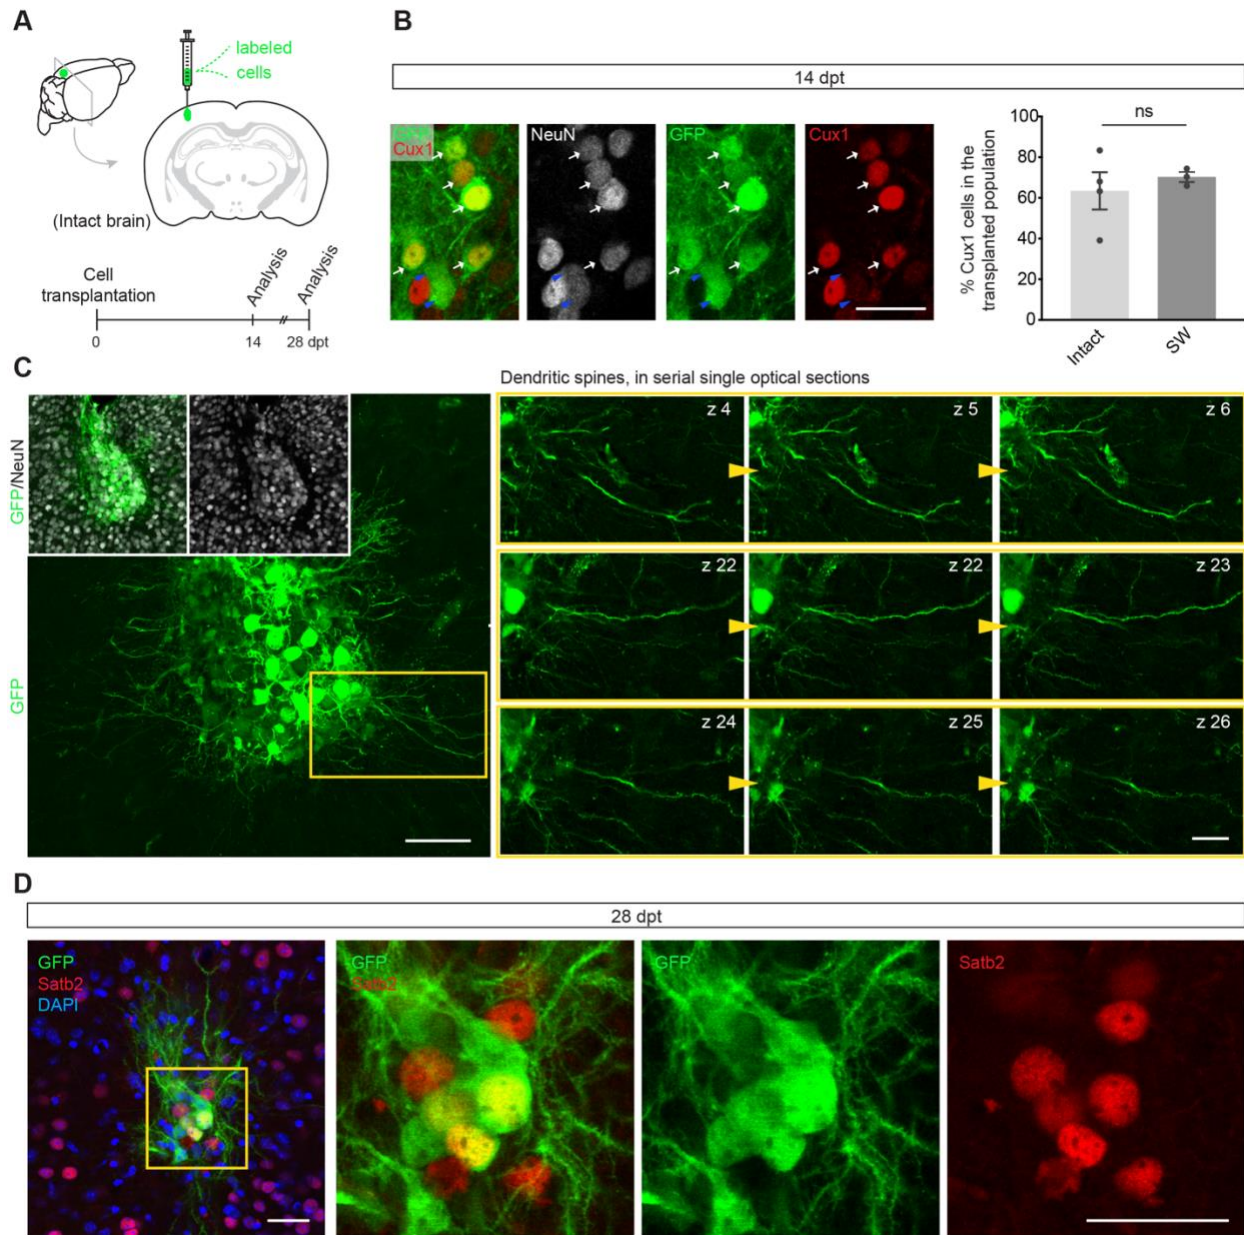 A
labeled
cells
(Intact brain)
Cell
transplantation
Analysis
Analysis
0
14
28 dpt
B
14 dpt
GFP
Cux1
NeuN
GFP
Cux1
% Cux1 cells in the
transplanted population
100
80
60
40
20
0
ns
Intact
SW
C
Dendritic spines, in serial single optical sections
GFP/NeuN
GFP
z 4
z 5
z 6
z 22
z 22
z 23
z 24
z 25
z 26
D
28 dpt
GFP
Satb2
DAPI
GFP
Satb2
GFP
Satb2